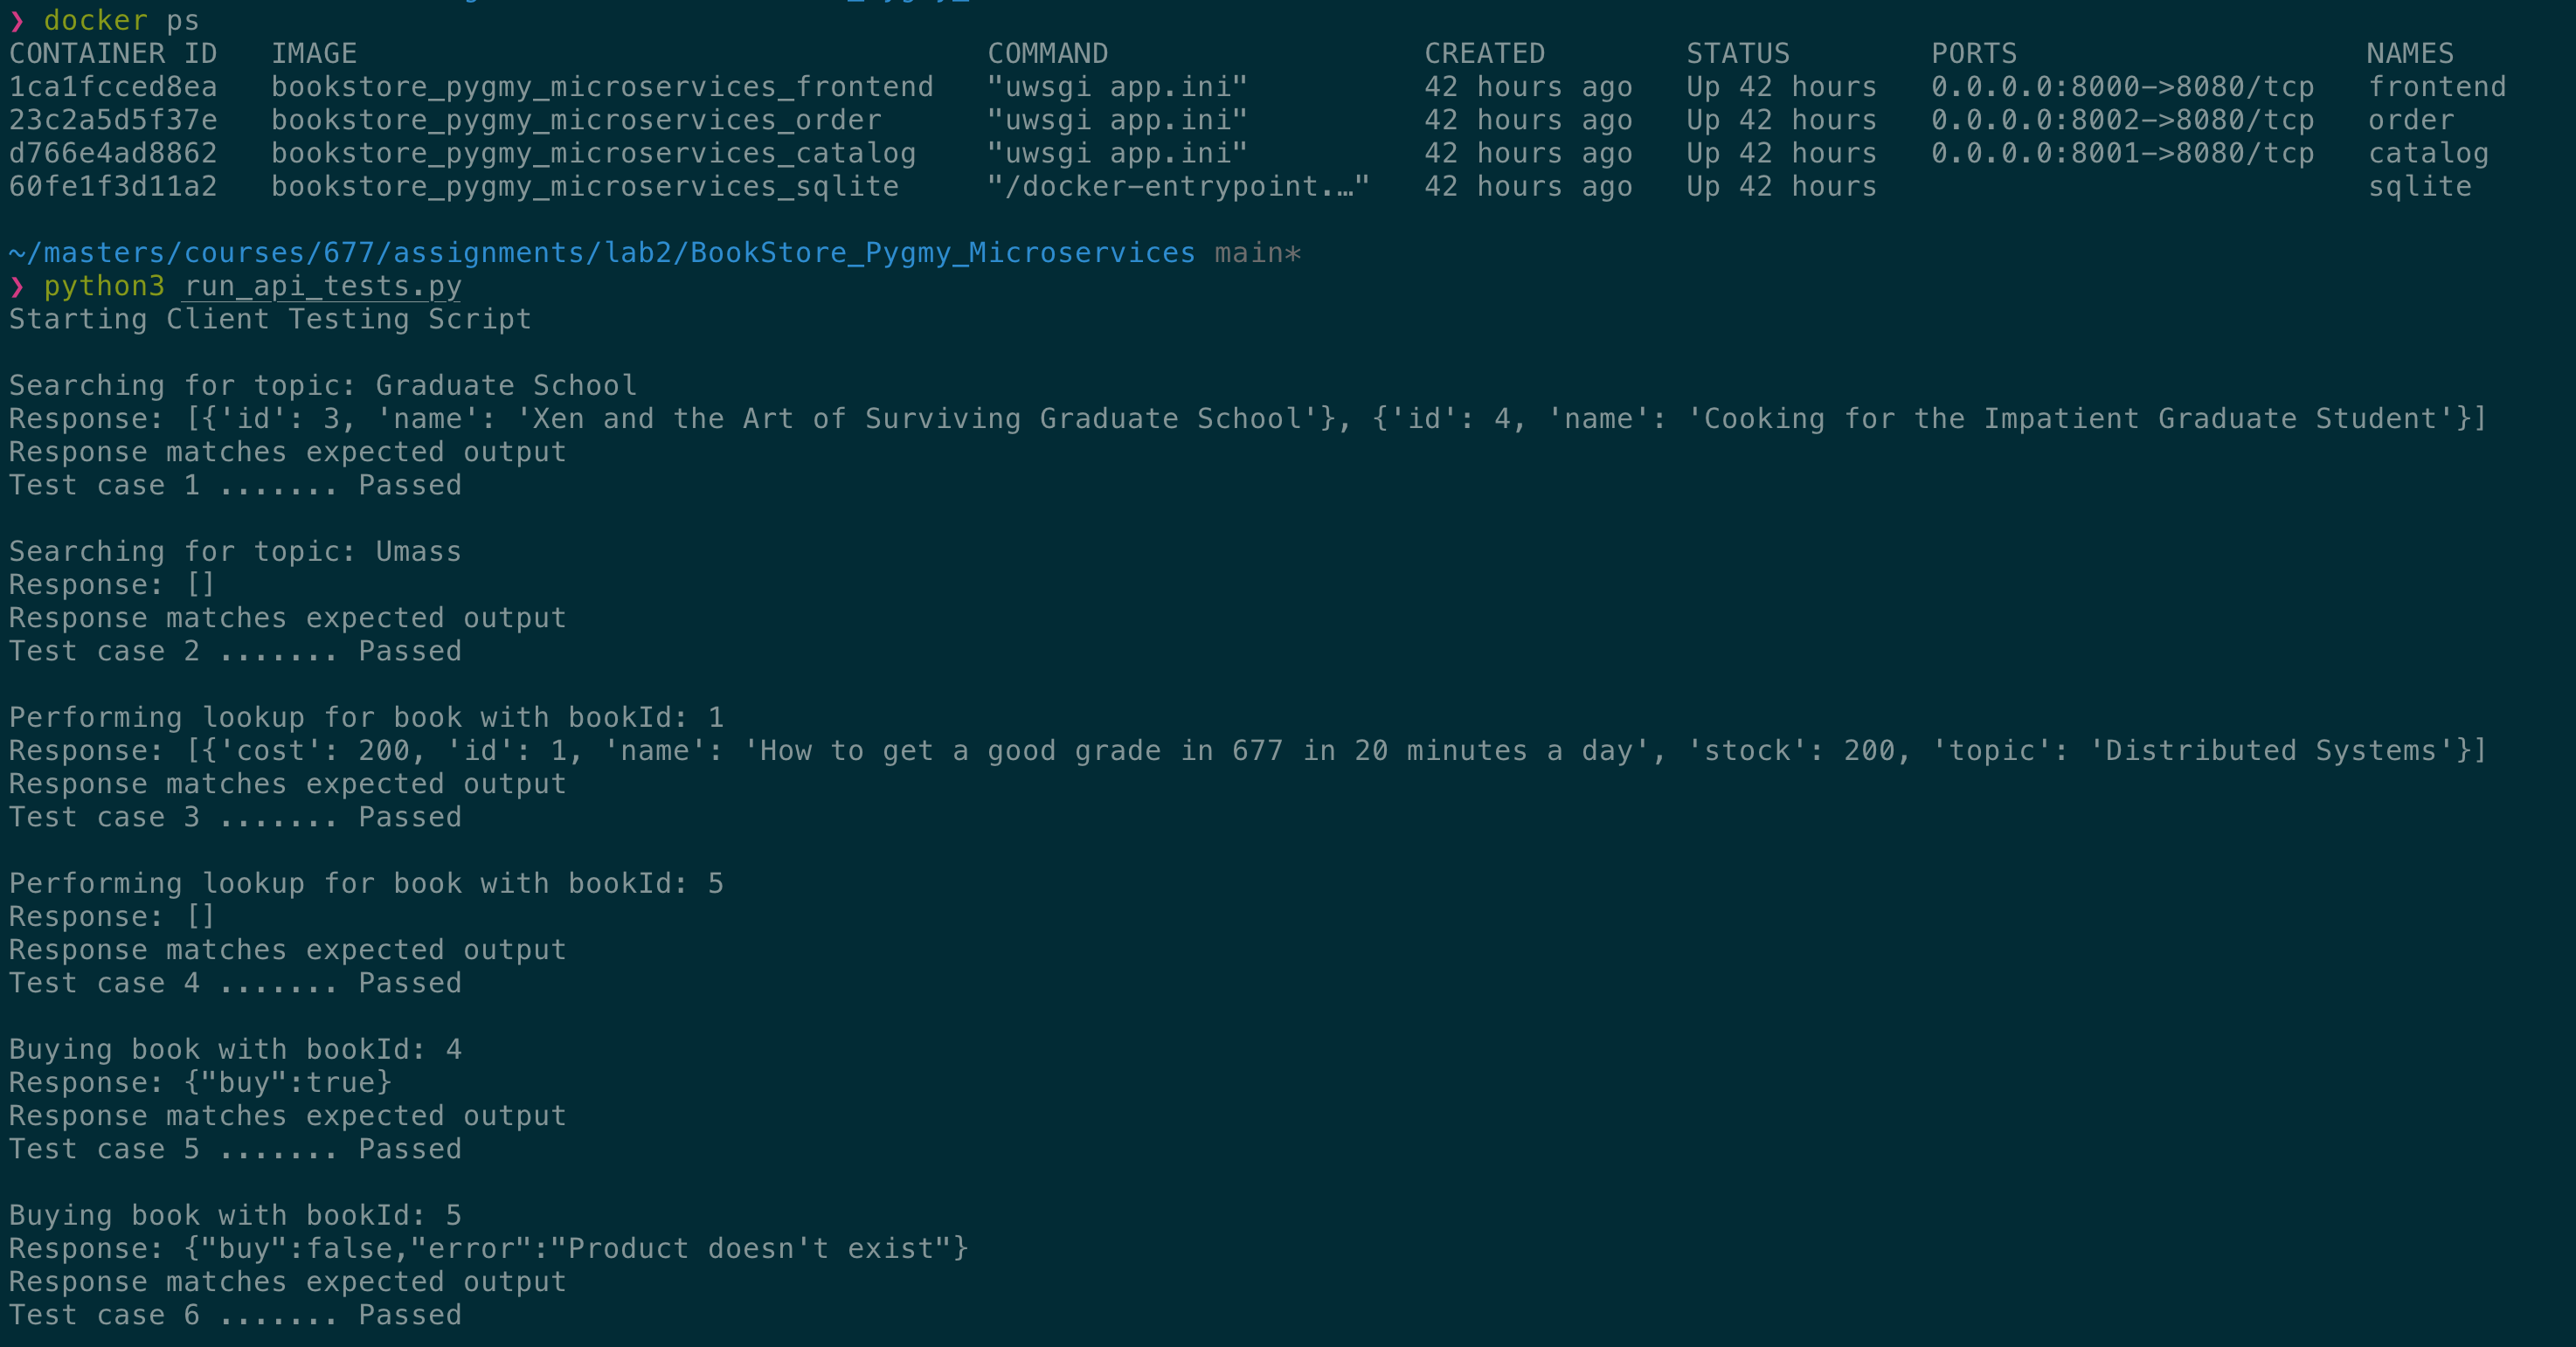 ❯ docker ps
CONTAINER ID   IMAGE                                    COMMAND                  CREATED        STATUS        PORTS                    NAMES
1ca1fcced8ea   bookstore_pygmy_microservices_frontend   "uwsgi app.ini"          42 hours ago   Up 42 hours   0.0.0.0:8000->8080/tcp   frontend
23c2a5d5f37e   bookstore_pygmy_microservices_order      "uwsgi app.ini"          42 hours ago   Up 42 hours   0.0.0.0:8002->8080/tcp   order
d766e4ad8862   bookstore_pygmy_microservices_catalog    "uwsgi app.ini"          42 hours ago   Up 42 hours   0.0.0.0:8001->8080/tcp   catalog
60fe1f3d11a2   bookstore_pygmy_microservices_sqlite     "/docker-entrypoint.…"   42 hours ago   Up 42 hours                            sqlite
~/masters/courses/677/assignments/lab2/BookStore_Pygmy_Microservices main*
❯ python3 run_api_tests.py
Starting Client Testing Script
Searching for topic: Graduate School
Response: [{'id': 3, 'name': 'Xen and the Art of Surviving Graduate School'}, {'id': 4, 'name': 'Cooking for the Impatient Graduate Student'}]
Response matches expected output
Test case 1 ....... Passed
Searching for topic: Umass
Response: []
Response matches expected output
Test case 2 ....... Passed
Performing lookup for book with bookId: 1
Response: [{'cost': 200, 'id': 1, 'name': 'How to get a good grade in 677 in 20 minutes a day', 'stock': 200, 'topic': 'Distributed Systems'}]
Response matches expected output
Test case 3 ....... Passed
Performing lookup for book with bookId: 5
Response: []
Response matches expected output
Test case 4 ....... Passed
Buying book with bookId: 4
Response: {"buy":true}
Response matches expected output
Test case 5 ....... Passed
Buying book with bookId: 5
Response: {"buy":false,"error":"Product doesn't exist"}
Response matches expected output
Test case 6 ....... Passed